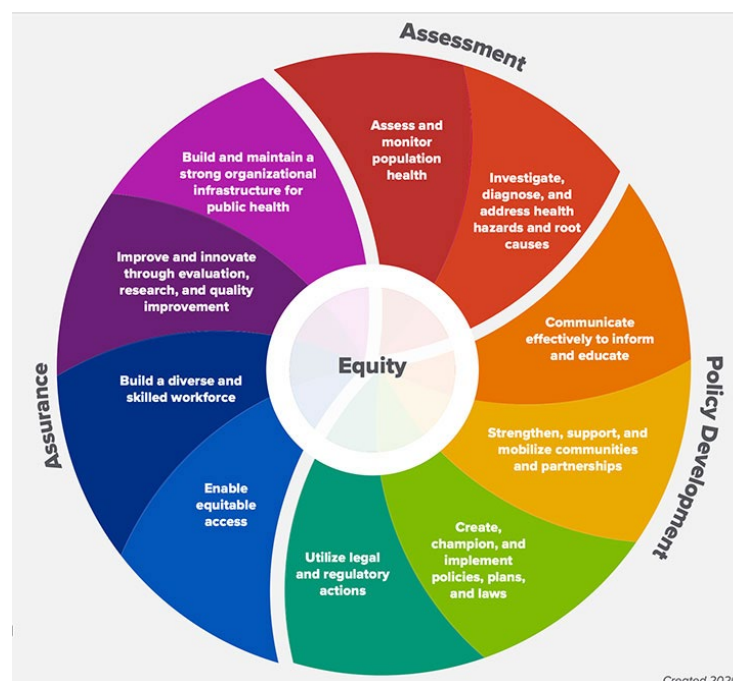 Assessment
Assess and
monitor
population
health
Investigate,
diagnose, and
address health
hazards and root
causes
Policy Development
Communicate
effectively to inform
and educate
Strengthen, support, and
mobilize communities
and partnerships
Create,
champion, and
implement
policies, plans,
and laws
Utilize legal
and regulatory
actions
Assurance
Enable
equitable
access
Build a diverse and
skilled workforce
Improve and innovate
through evaluation,
research, and quality
improvement
Build and maintain a
strong organizational
infrastructure for
public health
Equity
Created 2020